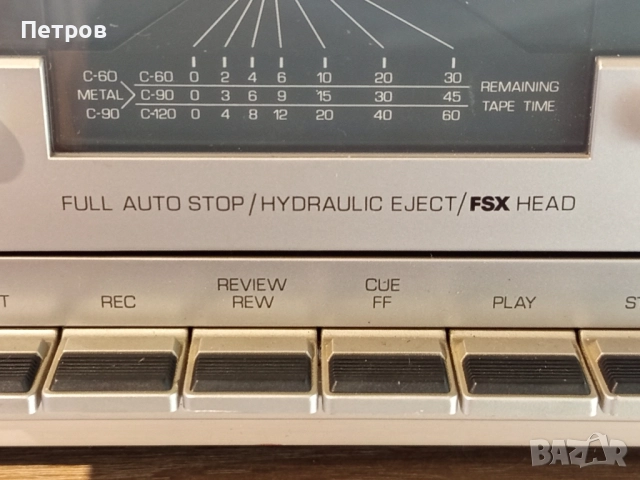 Петров
C-60 C-60 0 2 4 6 10 20 30
METAL C-90 0 3 6 9 15 30 45 REMAINING
C-90 C-120 0 4 8 12 20 40 60 TAPE TIME
FULL AUTO STOP/HYDRAULIC EJECT/FSX HEAD
T REC REVIEW REW CUE FF PLAY ST
BAZAR